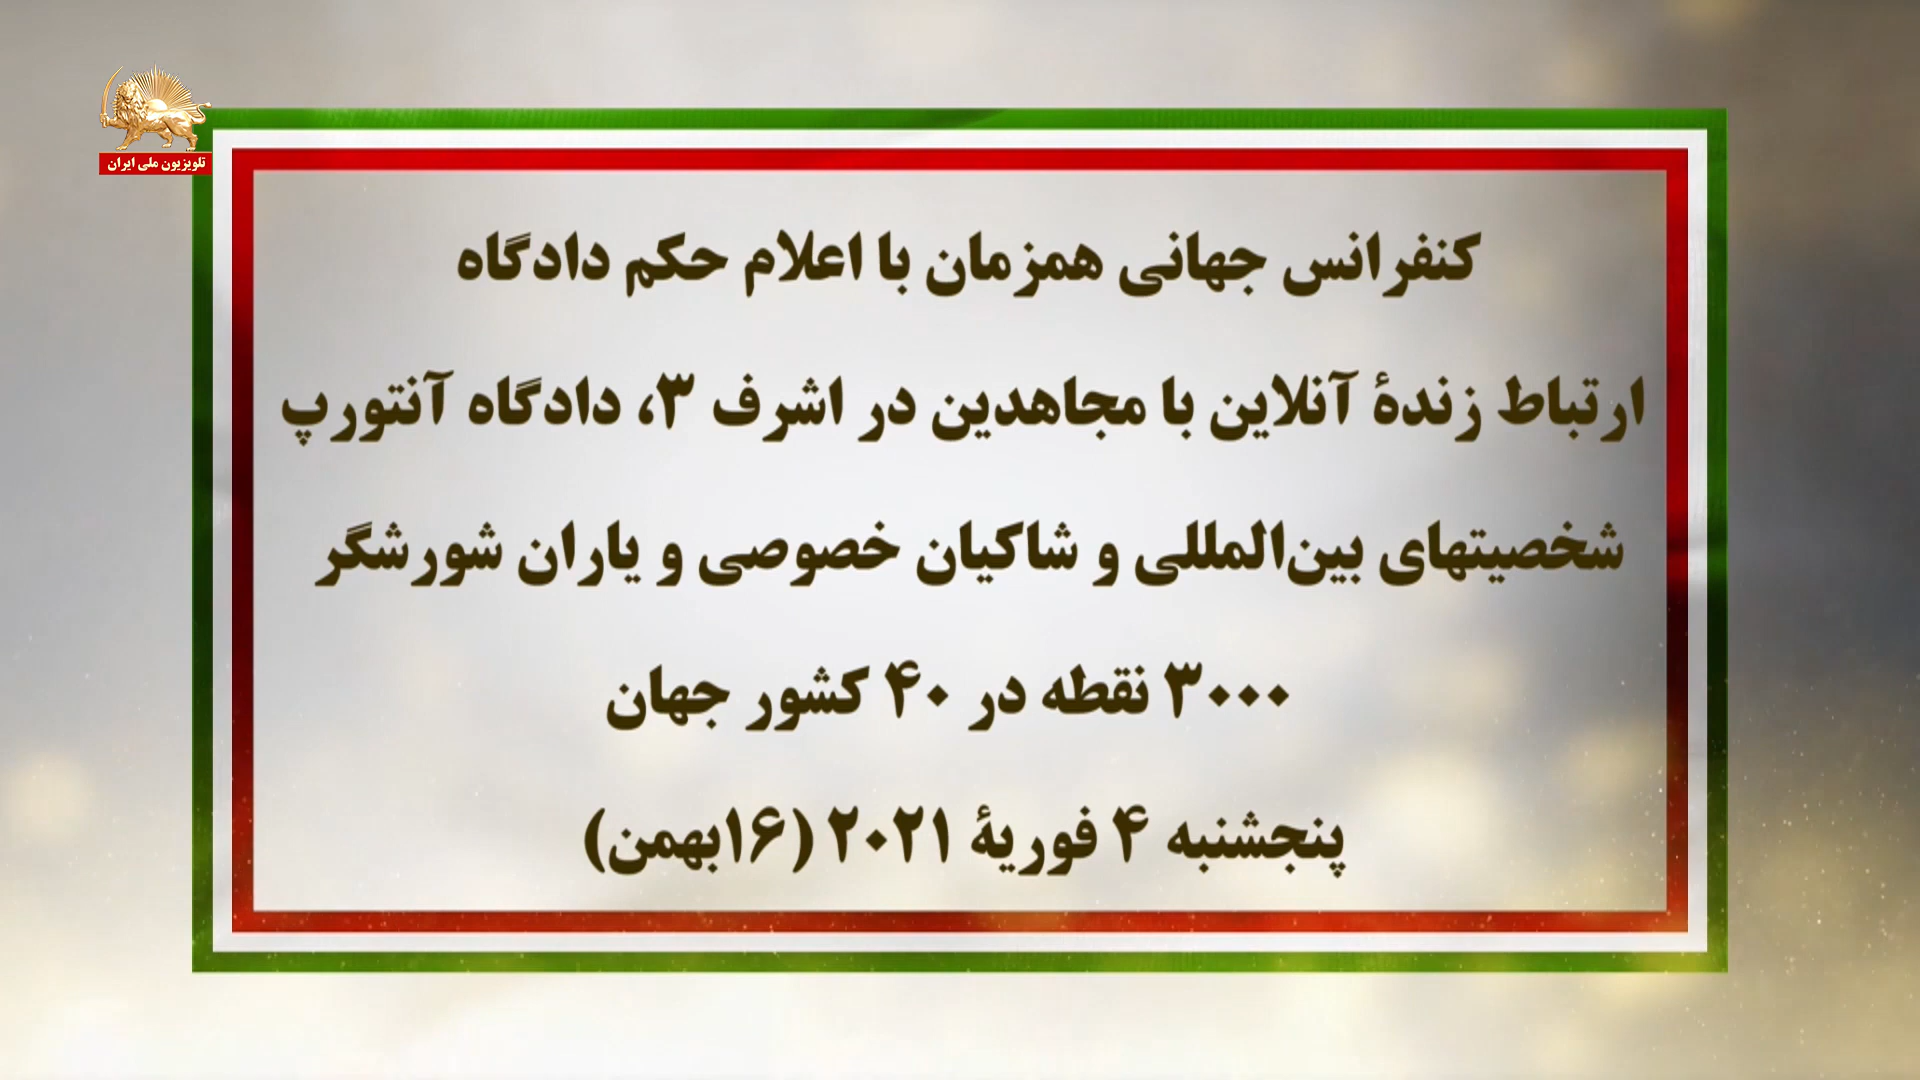 تلویزیون ملی ایران
کنفرانس جهانی همزمان با اعلام حکم دادگاه
ارتباط زندهٔ آنلاین با مجاهدین در اشرف ۳، دادگاه آنتورپ
شخصیتهای بین‌المللی و شاکیان خصوصی و یاران شورشگر
۳۰۰۰ نقطه در ۴۰ کشور جهان
پنجشنبه ۴ فوریهٔ ۲۰۲۱ (۱۶بهمن)